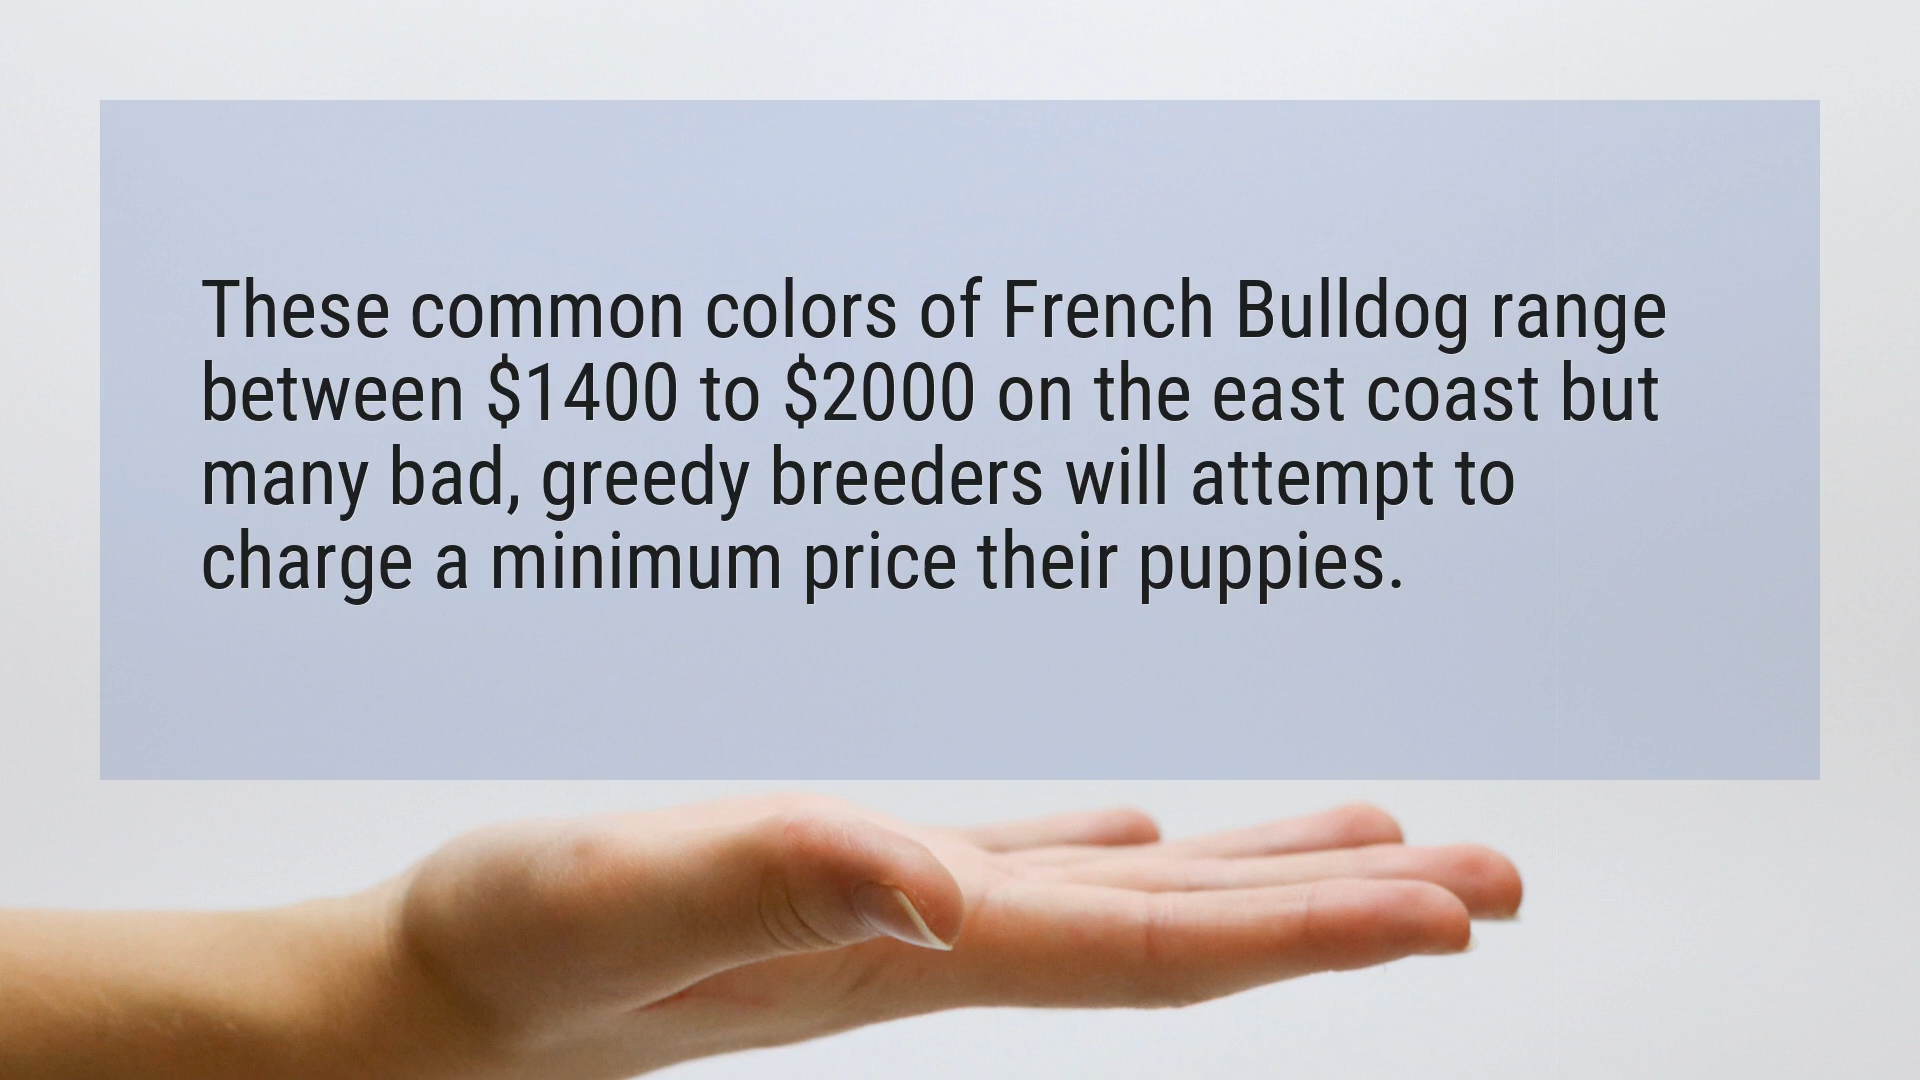 These common colors of French Bulldog range
between $1400 to $2000 on the east coast but
many bad, greedy breeders will attempt to
charge a minimum price their puppies.